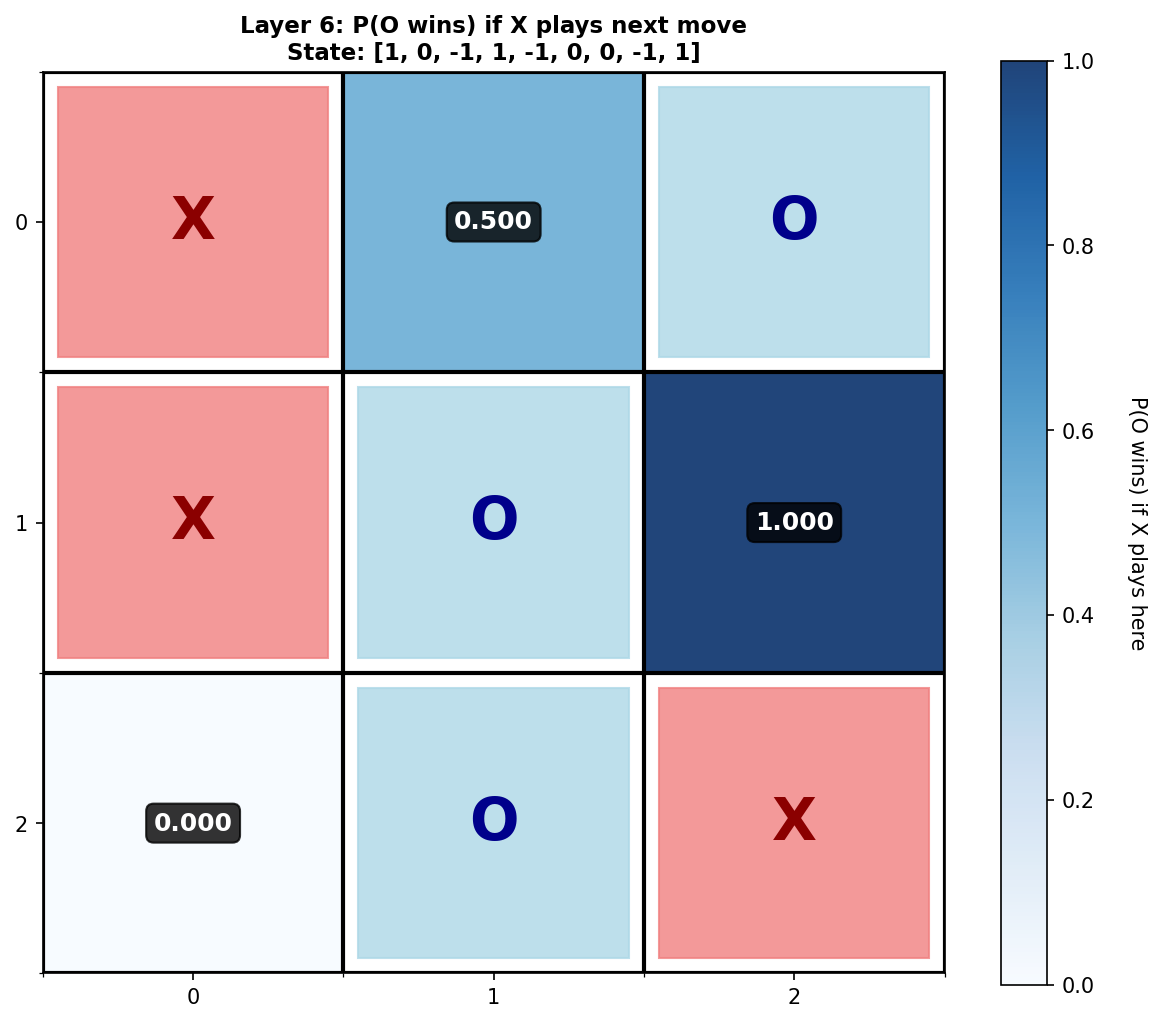 Layer 6: P(O wins) if X plays next move
State: [1, 0, -1, 1, -1, 0, 0, -1, 1]
0 X 0.500 O
1 X O 1.000
2 0.000 O X
0 1 2
1.0
0.8
0.6
0.4
0.2
0.0
P(O wins) if X plays here